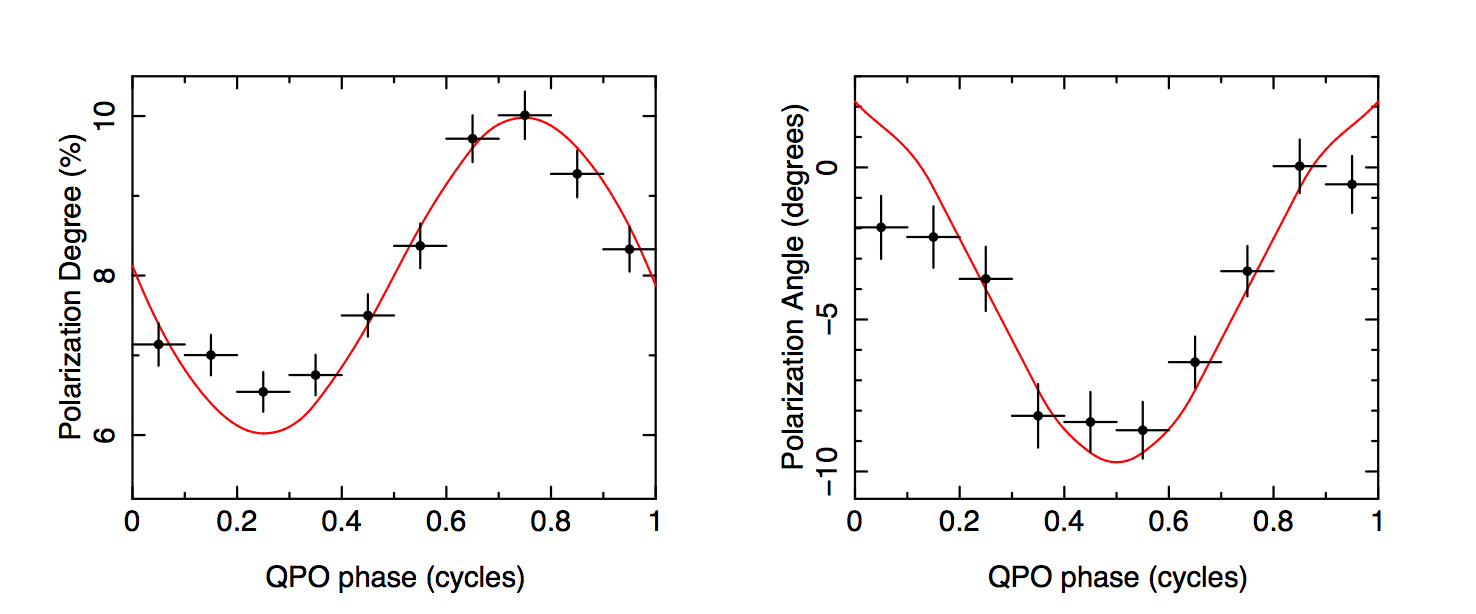 Polarization Degree (%)
10
8
6
0 0.2 0.4 0.6 0.8 1
QPO phase (cycles)
Polarization Angle (degrees)
0
−5
−10
0 0.2 0.4 0.6 0.8 1
QPO phase (cycles)